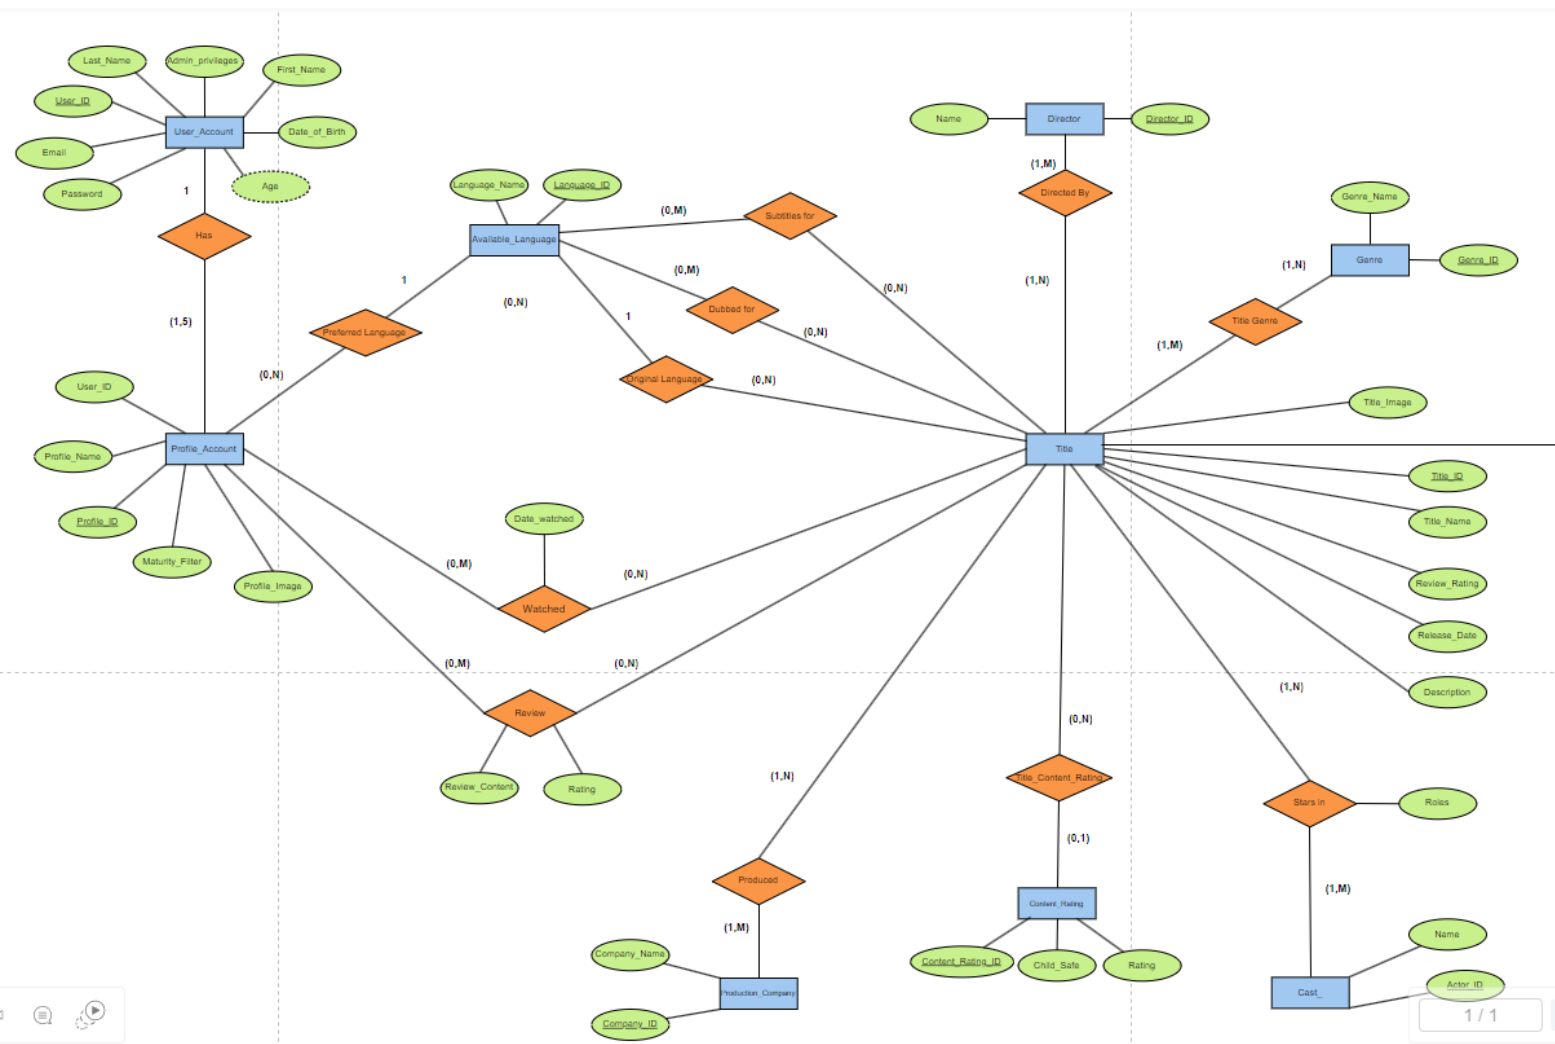 Last_Name
Admin_privileges
First_Name
User_ID
User_Account
Date_of_Birth
Email
Password
Age
1
Has
(1,5)
Name
Director
Director_ID
(1,M)
Directed By
(1,N)
Language_Name
Language_ID
Available_Language
(0,M)
Subtitles for
(0,M)
(0,N)
Dubbed for
(0,N)
1
(0,N)
1
Preferred Language
(0,N)
Original Language
(0,N)
Genre_Name
Genre
Genre_ID
(1,N)
Title Genre
(1,M)
User_ID
Profile_Name
Profile_Account
Profile_ID
Maturity_Filter
Profile_Image
Title
Title_Image
Title_ID
Title_Name
Review_Rating
Release_Date
Description
Date_watched
(0,M)
(0,N)
Watched
(0,M)
(0,N)
Review
Review_Content
Rating
(1,N)
Produced
(1,M)
Company_Name
Production_Company
Company_ID
(0,N)
Title_Content_Rating
(0,1)
Content_Rating
Content_Rating_ID
Child_Safe
Rating
(1,N)
Stars in
Roles
(1,M)
Name
Cast_
Actor_ID
1 / 1